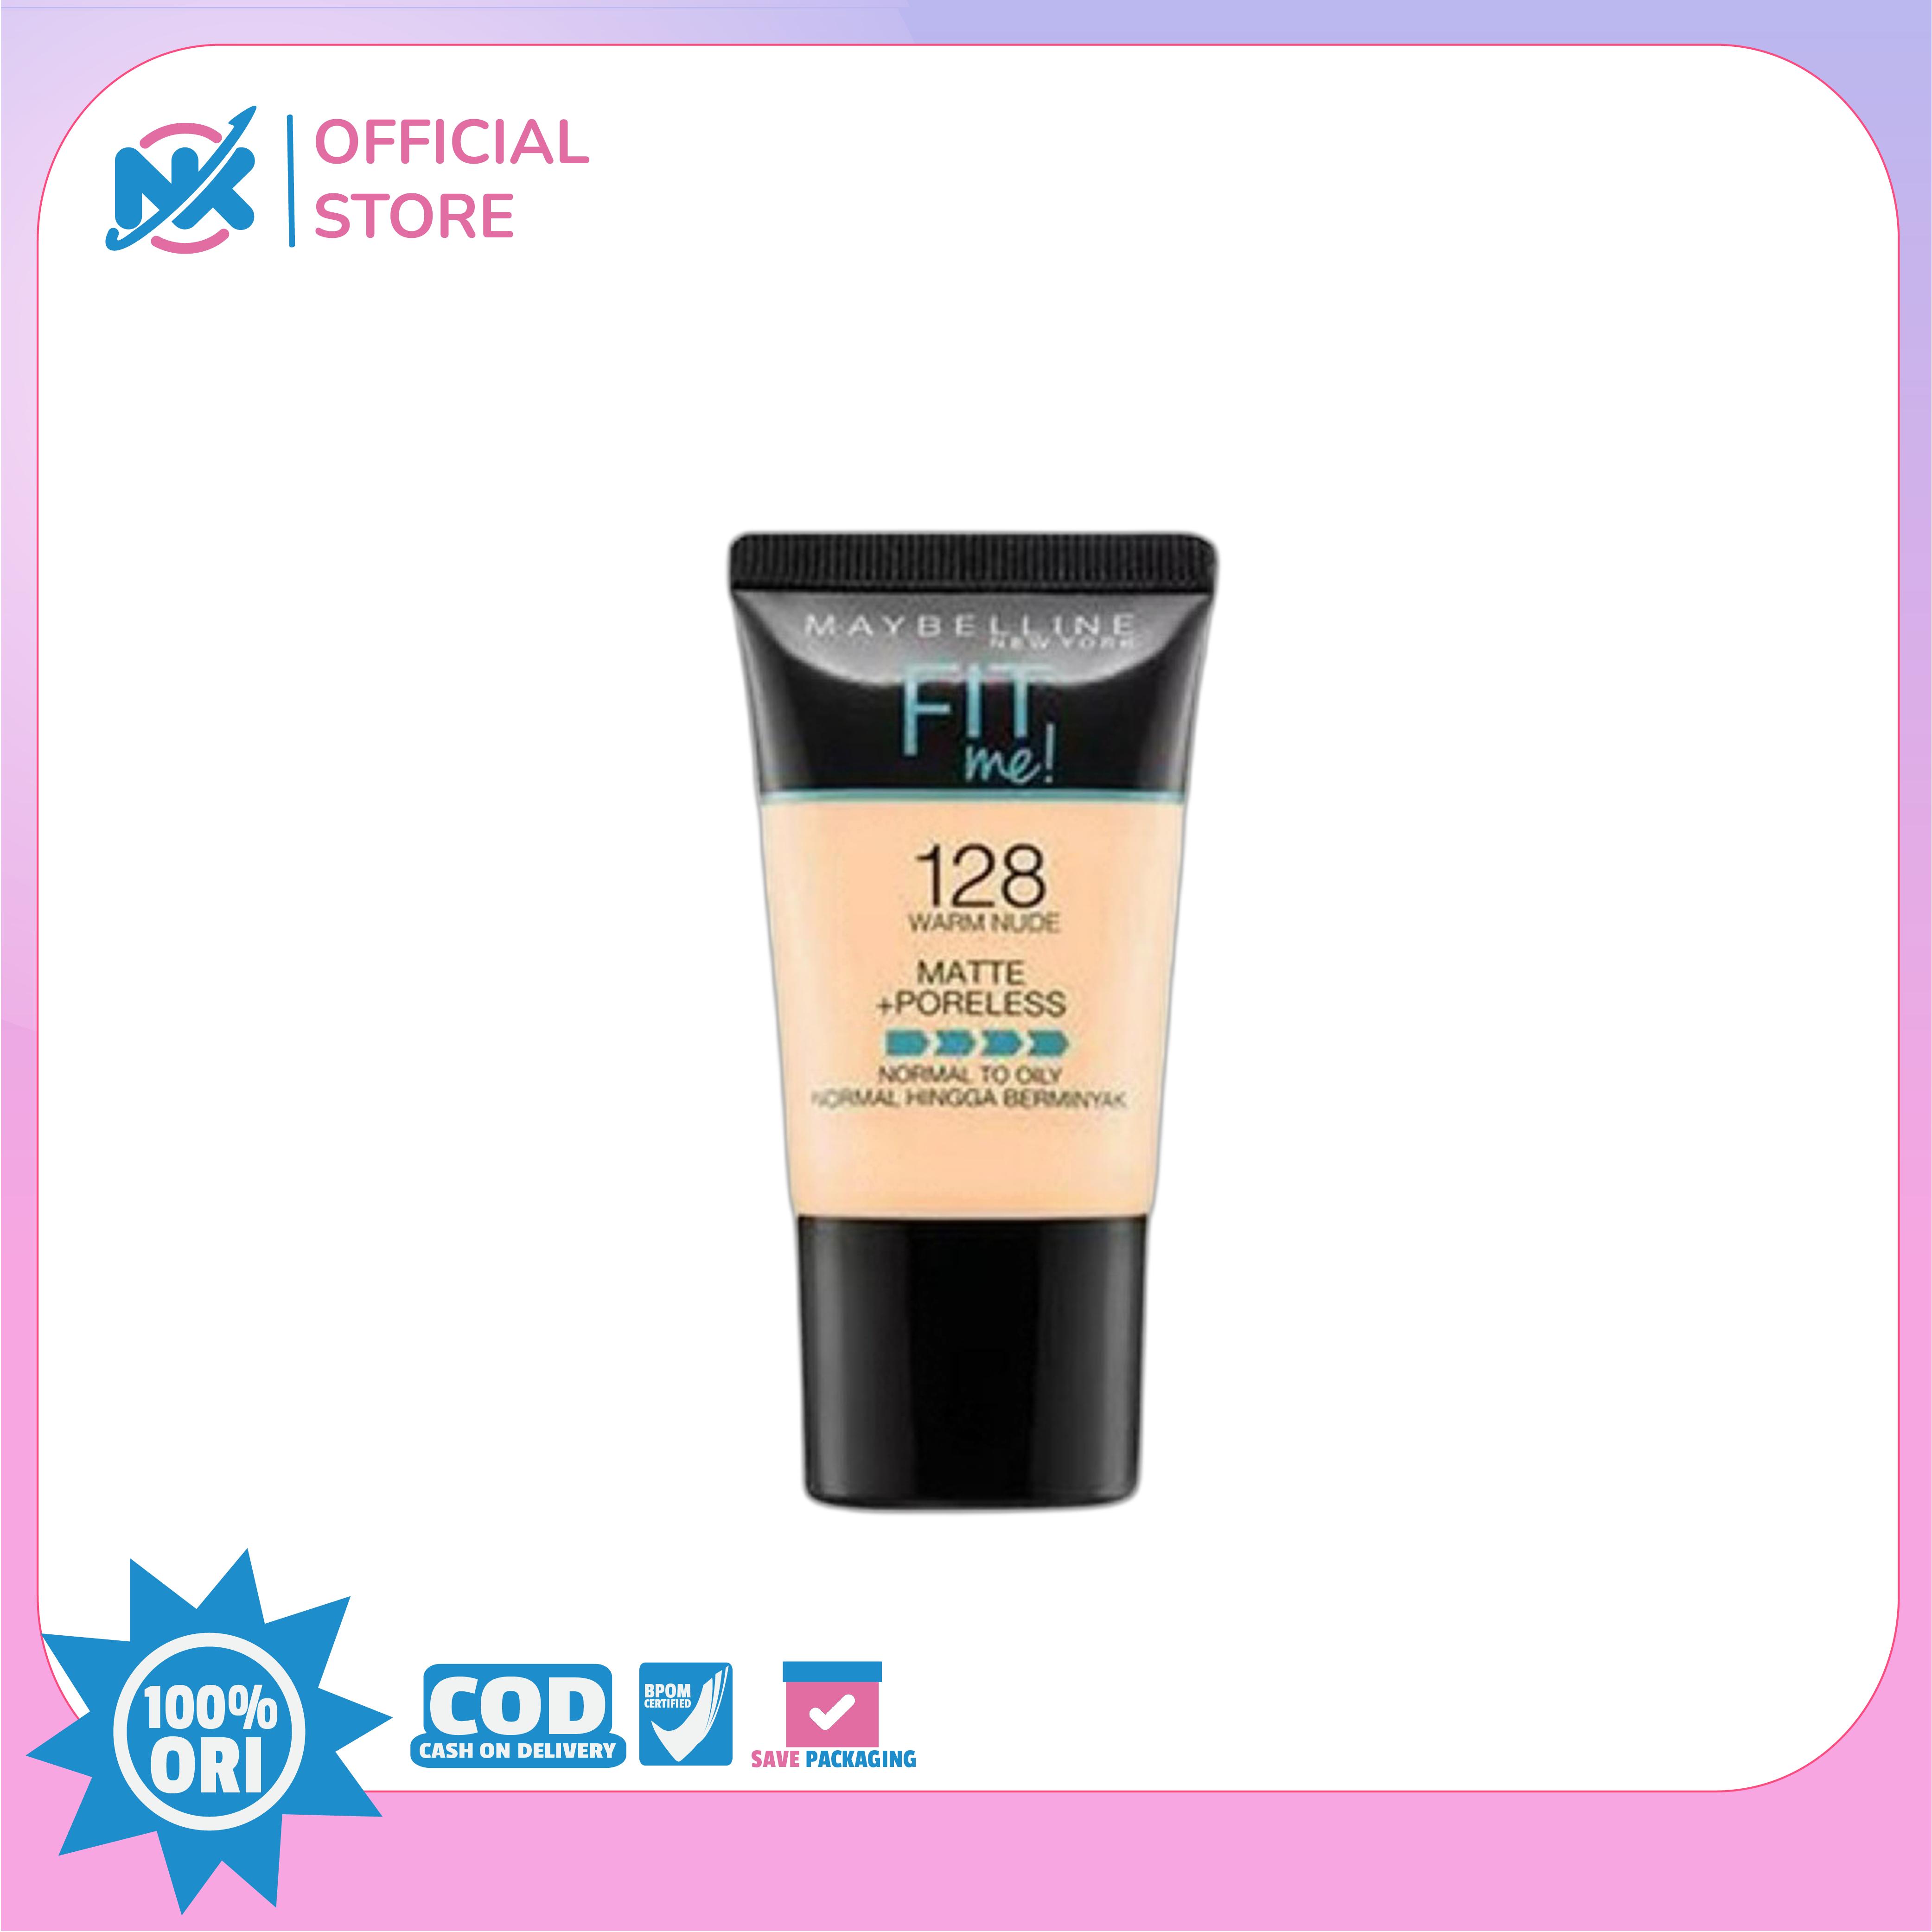 NK
OFFICIAL
STORE
MAYBELLINE
NEW YORK
FIT
me!
128
WARM NUDE
MATTE
+PORELESS
NORMAL TO OILY
NORMAL HINGGA BERMINYAK
100%
ORI
COD
CASH ON DELIVERY
BPOM
CERTIFIED
SAVE PACKAGING